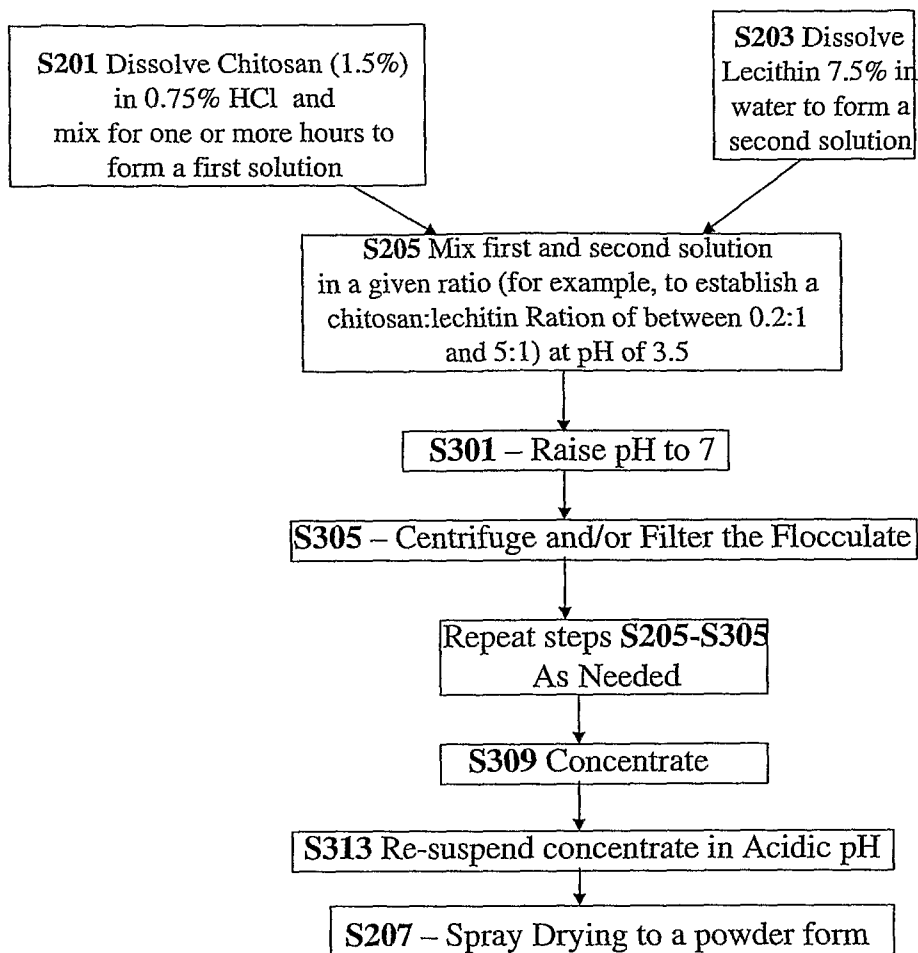 S201 Dissolve Chitosan (1.5%)
in 0.75% HCl and
mix for one or more hours to
form a first solution
S203 Dissolve
Lecithin 7.5% in
water to form a
second solution
S205 Mix first and second solution
in a given ratio (for example, to establish a
chitosan:lechitin Ration of between 0.2:1
and 5:1) at pH of 3.5
S301 – Raise pH to 7
S305 – Centrifuge and/or Filter the Flocculate
Repeat steps S205-S305
As Needed
S309 Concentrate
S313 Re-suspend concentrate in Acidic pH
S207 – Spray Drying to a powder form